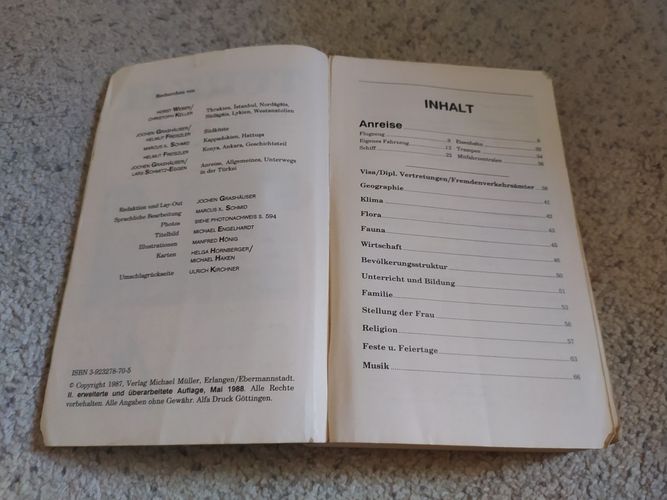 Recherchen von
HORST WEBER/
CHRISTOPH KELLER
Thrakien, Istanbul, Nordägäis,
Südägäis, Lykien, Westanatolien
JOCHEN GRASHÄUSER/
HELMUT FREISZLER
Südküste
MARCUS X. SCHMID
Kappadokien, Hattuşa
HELMUT FREISZLER
Konya, Ankara, Geschichtsteil
JOCHEN GRASHÄUSER/
LARS SCHMITZ-EGGEN
Anreise, Allgemeines, Unterwegs
in der Türkei
Redaktion und Lay-Out JOCHEN GRASHÄUSER
Sprachliche Bearbeitung MARCUS X. SCHMID
Photos SIEHE PHOTONACHWEIS S. 594
Titelbild MICHAEL ENGELHARDT
Illustrationen MANFRED HÖNIG
Karten HELGA HORNBERGER/
MICHAEL HAKEN
Umschlagrückseite ULRICH KIRCHNER
ISBN 3-923278-70-5
© Copyright 1987, Verlag Michael Müller, Erlangen/Ebermannstadt.
II. erweiterte und überarbeitete Auflage, Mai 1988. Alle Rechte
vorbehalten. Alle Angaben ohne Gewähr. Alfa Druck Göttingen.
INHALT
Anreise
Flugzeug
Eigenes Fahrzeug
Schiff
Eisenbahn
Trampen
Mitfahrzentralen
Visa/Dipl. Vertretungen/Fremdenverkehrsämter
Geographie
Klima
Flora
Fauna
Wirtschaft
Bevölkerungsstruktur
Unterricht und Bildung
Familie
Stellung der Frau
Religion
Feste u. Feiertage
Musik